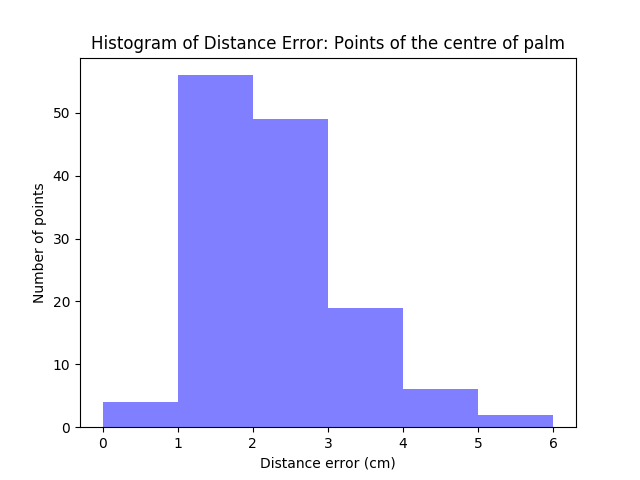 Histogram of Distance Error: Points of the centre of palm
Number of points
50
40
30
20
10
0
0 1 2 3 4 5 6
Distance error (cm)